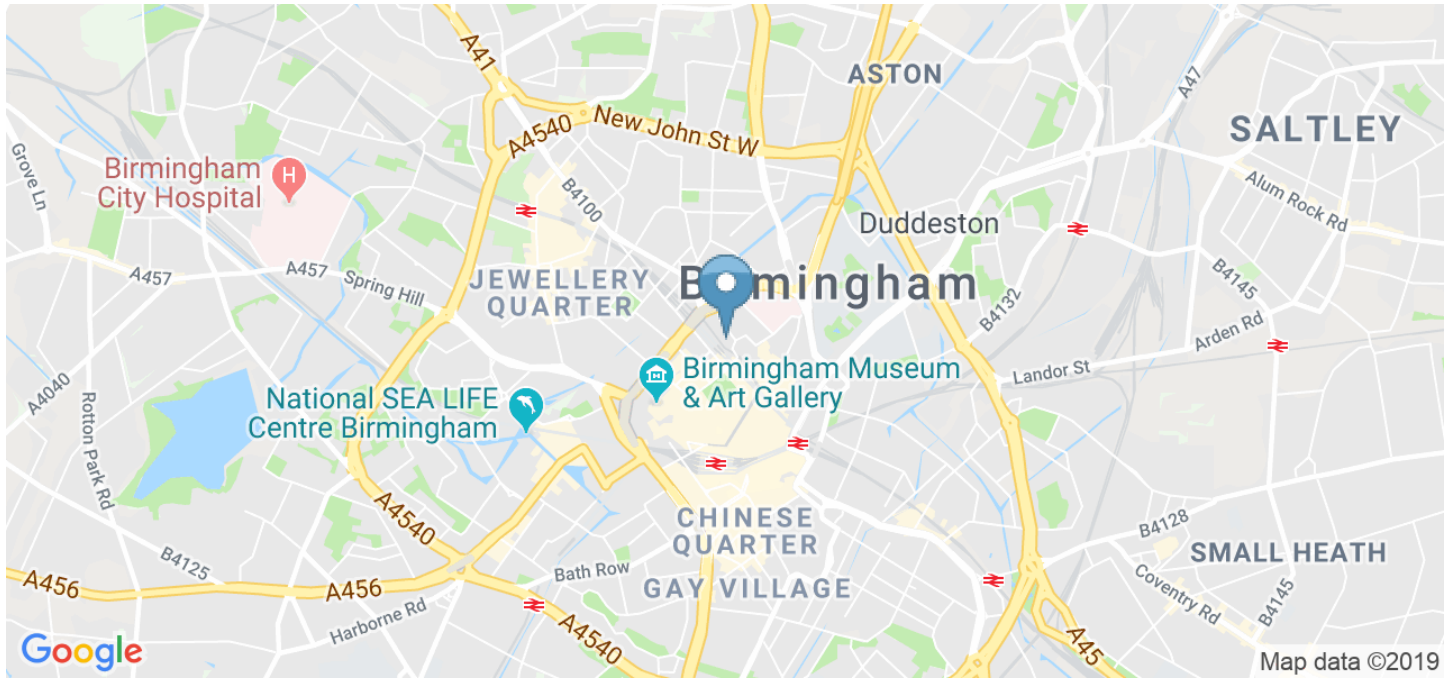 A41
A47
ASTON
A4540
New John St W
SALTLEY
Grove Ln
Birmingham
City Hospital
H
B4100
Alum Rock Rd
Duddeston
A457
A457
Spring Hill
JEWELLERY
QUARTER
B mingham
B4145
B4132
Arden Rd
Landor St
A4040
Rotton Park Rd
National SEA LIFE
Centre Birmingham
Birmingham Museum
& Art Gallery
A4540
CHINESE
QUARTER
B4128
SMALL HEATH
B4125
A456
A456
Bath Row
GAY VILLAGE
Coventry Rd
B4145
Harborne Rd
A4540
A45
Google
Map data ©2019